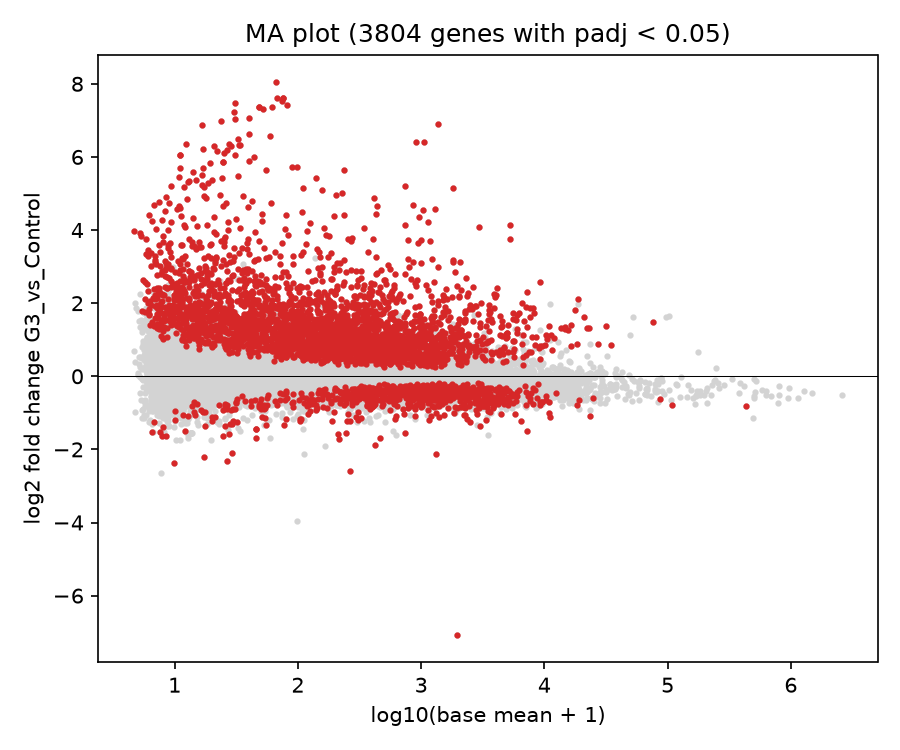 MA plot (3804 genes with padj < 0.05)
log2 fold change G3_vs_Control
8
6
4
2
0
−2
−4
−6
1 2 3 4 5 6
log10(base mean + 1)